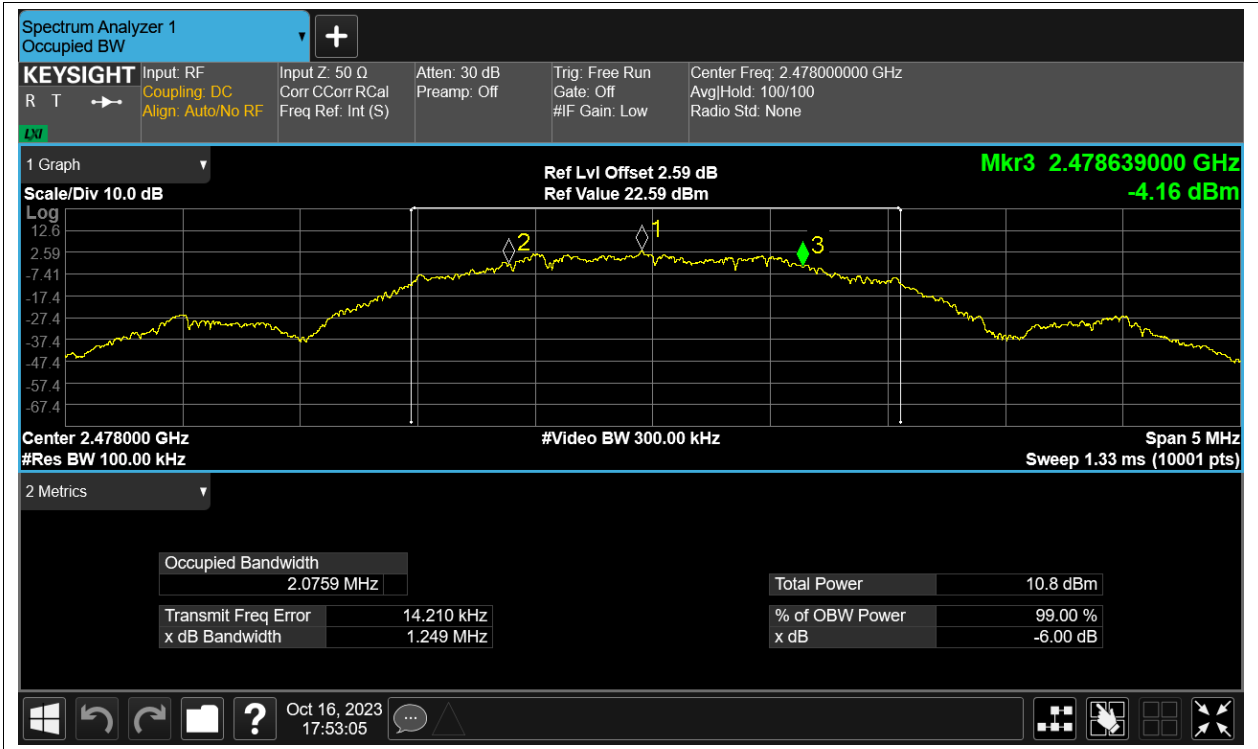 Spectrum Analyzer 1
Occupied BW
KEYSIGHT
R T
LXI
Input: RF
Coupling: DC
Align: Auto/No RF
Input Z: 50 Ω
Corr CCorr RCal
Freq Ref: Int (S)
Atten: 30 dB
Preamp: Off
Trig: Free Run
Gate: Off
#IF Gain: Low
Center Freq: 2.478000000 GHz
Avg|Hold: 100/100
Radio Std: None
1 Graph
Scale/Div 10.0 dB
Ref Lvl Offset 2.59 dB
Ref Value 22.59 dBm
Mkr3 2.478639000 GHz
-4.16 dBm
Log
12.6
2.59
-7.41
-17.4
-27.4
-37.4
-47.4
-57.4
-67.4
2
1
3
Center 2.478000 GHz
#Video BW 300.00 kHz
Span 5 MHz
#Res BW 100.00 kHz
Sweep 1.33 ms (10001 pts)
2 Metrics
Occupied Bandwidth
2.0759 MHz
Total Power 10.8 dBm
Transmit Freq Error 14.210 kHz
% of OBW Power 99.00 %
x dB Bandwidth 1.249 MHz
x dB -6.00 dB
?
Oct 16, 2023
17:53:05